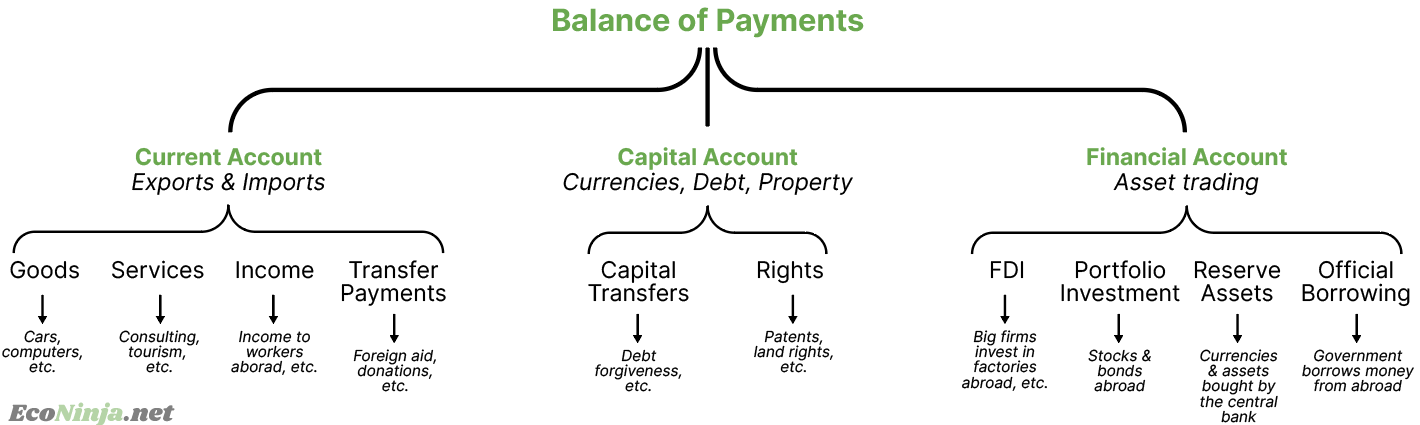 Balance of Payments
Current Account
Exports & Imports
Goods
Cars,
computers,
etc.
Services
Consulting,
tourism,
etc.
Income
Income to
workers
aborad, etc.
Transfer
Payments
Foreign aid,
donations,
etc.
Capital Account
Currencies, Debt, Property
Capital
Transfers
Debt
forgiveness,
etc.
Rights
Patents,
land rights,
etc.
Financial Account
Asset trading
FDI
Big firms
invest in
factories
abroad, etc.
Portfolio
Investment
Stocks &
bonds
abroad
Reserve
Assets
Currencies
& assets
bought by
the central
bank
Official
Borrowing
Government
borrows money
from abroad
EcoNinja.net